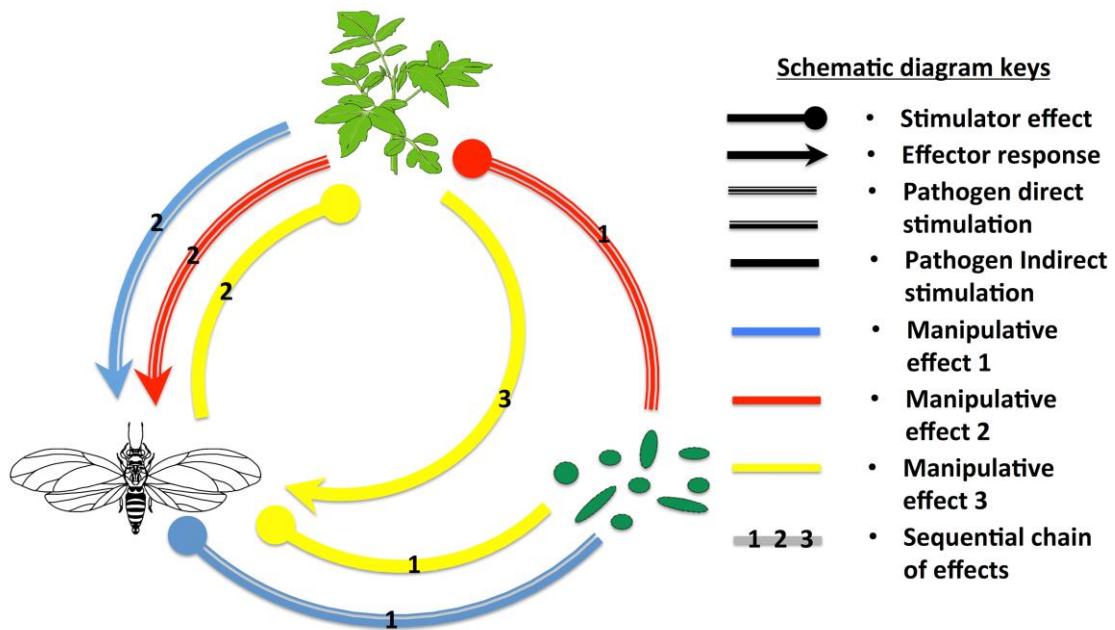 Schematic diagram keys
• Stimulator effect
• Effector response
• Pathogen direct
stimulation
• Pathogen Indirect
stimulation
• Manipulative
effect 1
• Manipulative
effect 2
• Manipulative
effect 3
1 2 3 • Sequential chain
of effects
2
2
2
1
3
1
1